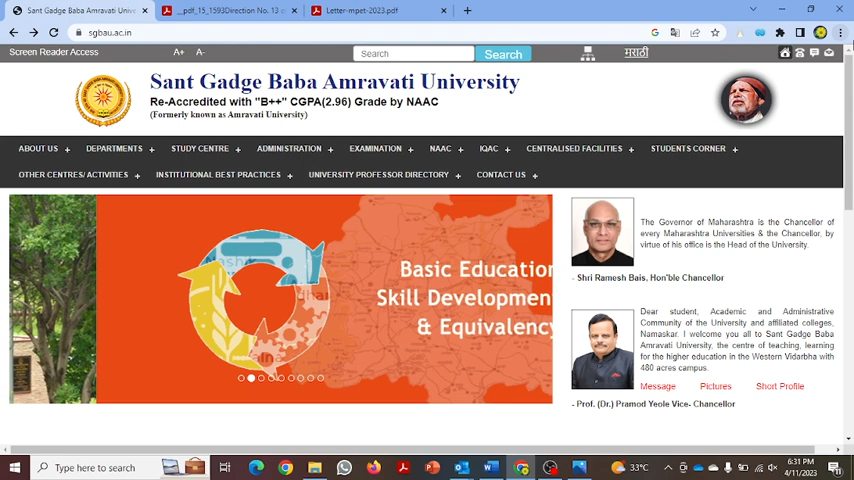 Sant Gadge Baba Amravati Unive
_pdf_15_1593Direction No. 13 o
Letter-mpet-2023.pdf
sgbau.ac.in
Screen Reader Access
A+ A-
Search
Search
मराठी
Sant Gadge Baba Amravati University
Re-Accredited with "B++" CGPA(2.96) Grade by NAAC
(Formerly known as Amravati University)
ABOUT US + DEPARTMENTS + STUDY CENTRE + ADMINISTRATION + EXAMINATION + NAAC + IQAC + CENTRALISED FACILITIES + STUDENTS CORNER +
OTHER CENTRES/ ACTIVITIES + INSTITUTIONAL BEST PRACTICES + UNIVERSITY PROFESSOR DIRECTORY + CONTACT US +
Basic Education
Skill Developmen
& Equivalency
The Governor of Maharashtra is the Chancellor of
every Maharashtra Universities & the Chancellor, by
virtue of his office is the Head of the University.
- Shri Ramesh Bais, Hon'ble Chancellor
Dear student, Academic and Administrative
Community of the University and affiliated colleges,
Namaskar. I welcome you all to Sant Gadge Baba
Amravati University, the centre of teaching, learning
for the higher education in the Western Vidarbha with
480 acres campus.
Message Pictures Short Profile
- Prof. (Dr.) Pramod Yeole Vice- Chancellor
Type here to search
33°C
6:31 PM
4/11/2023